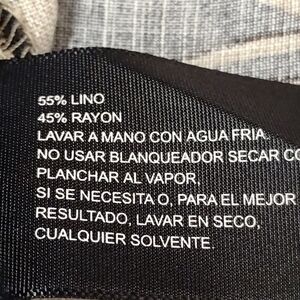 55% LINO
45% RAYON
LAVAR A MANO CON AGUA FRIA
NO USAR BLANQUEADOR SECAR CO
PLANCHAR AL VAPOR,
SI SE NECESITA O, PARA EL MEJOR
RESULTADO, LAVAR EN SECO,
CUALQUIER SOLVENTE.